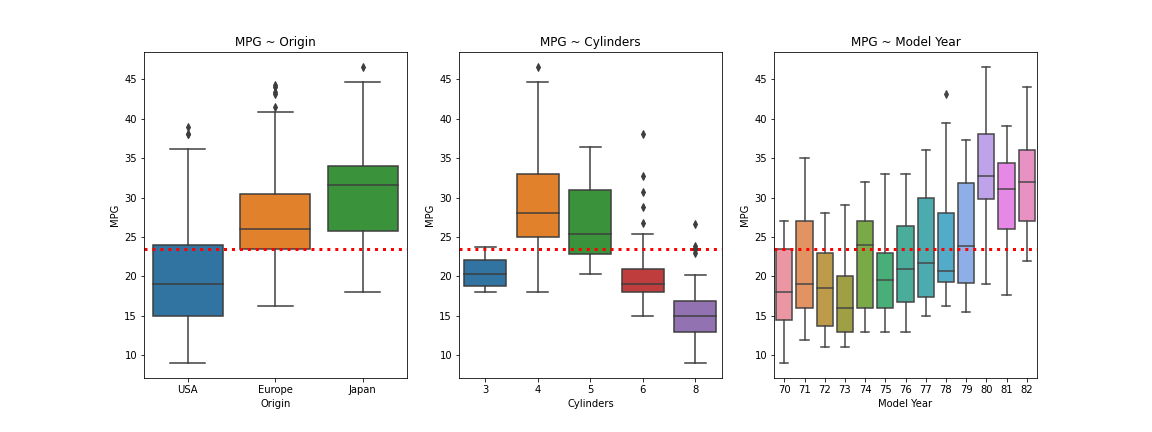 MPG ~ Origin
MPG
45
40
35
30
25
20
15
10
USA Europe Japan
Origin
MPG ~ Cylinders
MPG
45
40
35
30
25
20
15
10
3 4 5 6 8
Cylinders
MPG ~ Model Year
MPG
45
40
35
30
25
20
15
10
70 71 72 73 74 75 76 77 78 79 80 81 82
Model Year